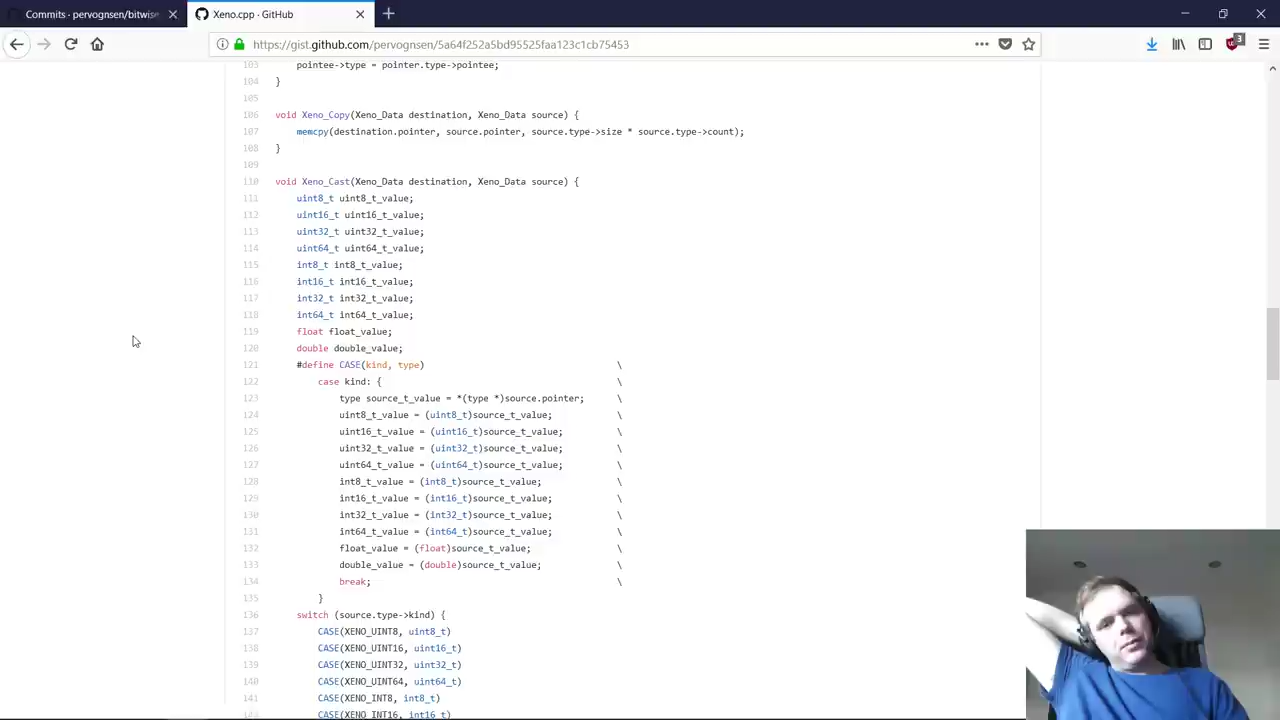 Commits · pervognsen/bitwise
Xeno.cpp · GitHub
https://gist.github.com/pervognsen/5a64f252a5bd95525faa123c1cb75453
3
103 pointee->type = pointer.type->pointee;
104 }
105
106 void Xeno_Copy(Xeno_Data destination, Xeno_Data source) {
107 memcpy(destination.pointer, source.pointer, source.type->size * source.type->count);
108 }
109
110 void Xeno_Cast(Xeno_Data destination, Xeno_Data source) {
111 uint8_t uint8_t_value;
112 uint16_t uint16_t_value;
113 uint32_t uint32_t_value;
114 uint64_t uint64_t_value;
115 int8_t int8_t_value;
116 int16_t int16_t_value;
117 int32_t int32_t_value;
118 int64_t int64_t_value;
119 float float_value;
120 double double_value;
121 #define CASE(kind, type) \
122 case kind: { \
123 type source_t_value = *(type *)source.pointer; \
124 uint8_t_value = (uint8_t)source_t_value; \
125 uint16_t_value = (uint16_t)source_t_value; \
126 uint32_t_value = (uint32_t)source_t_value; \
127 uint64_t_value = (uint64_t)source_t_value; \
128 int8_t_value = (int8_t)source_t_value; \
129 int16_t_value = (int16_t)source_t_value; \
130 int32_t_value = (int32_t)source_t_value; \
131 int64_t_value = (int64_t)source_t_value; \
132 float_value = (float)source_t_value; \
133 double_value = (double)source_t_value; \
134 break; \
135 }
136 switch (source.type->kind) {
137 CASE(XENO_UINT8, uint8_t)
138 CASE(XENO_UINT16, uint16_t)
139 CASE(XENO_UINT32, uint32_t)
140 CASE(XENO_UINT64, uint64_t)
141 CASE(XENO_INT8, int8_t)
142 CASE(XENO_INT16, int16_t)